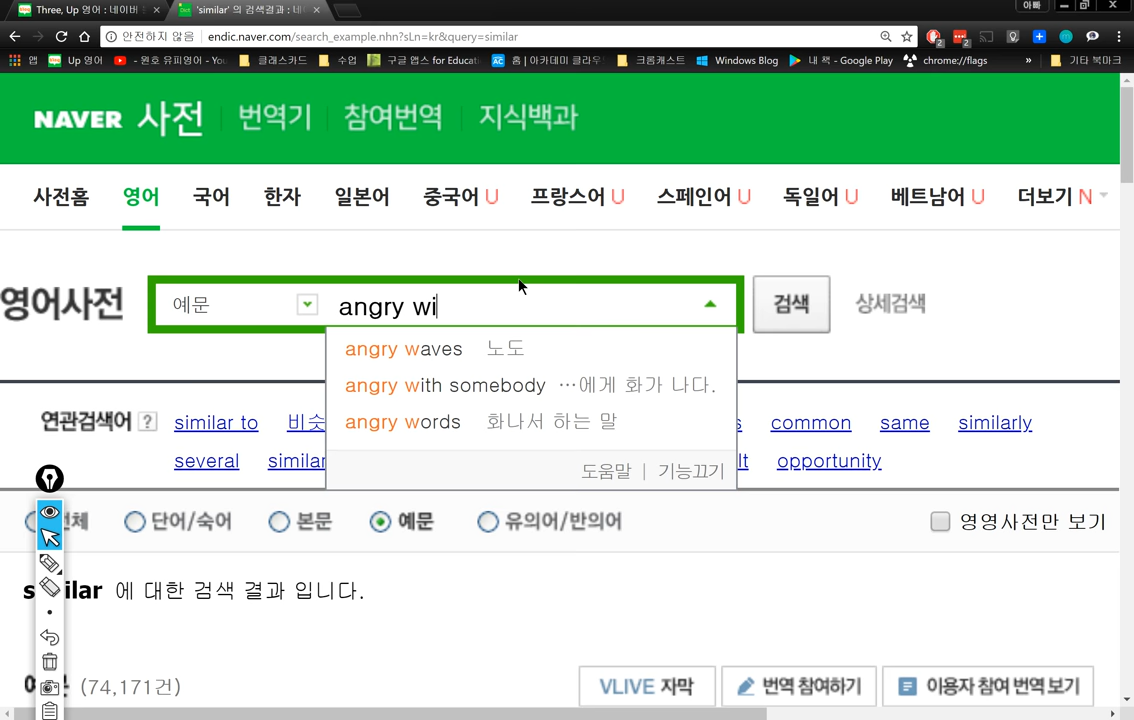 Three, Up 영어 : 네이버
'similar' 의 검색결과 : 네
아빠
안전하지 않음 endic.naver.com/search_example.nhn?sLn=kr&query=similar
2
2
앱
Up 영어
- 원호 유피영어 - You
클래스카드
수업
구글 앱스 for Educati
홈 | 아카데미 클라우
크롬캐스트
Windows Blog
내 책 - Google Play
chrome://flags
»
기타 북마크
NAVER 사전
번역기
참여번역
지식백과
사전홈
영어
국어
한자
일본어
중국어 U
프랑스어 U
스페인어 U
독일어 U
베트남어 U
더보기 N
영어사전
예문
angry wi
검색
상세검색
angry waves 노도
angry with somebody …에게 화가 나다.
angry words 화나서 하는 말
도움말 | 기능끄기
연관검색어 ?
similar to
비슷
common
same
similarly
several
similar
opportunity
단어/숙어
본문
예문
유의어/반의어
영영사전만 보기
에 대한 검색 결과 입니다.
(74,171건)
VLIVE 자막
번역 참여하기
이용자 참여 번역 보기